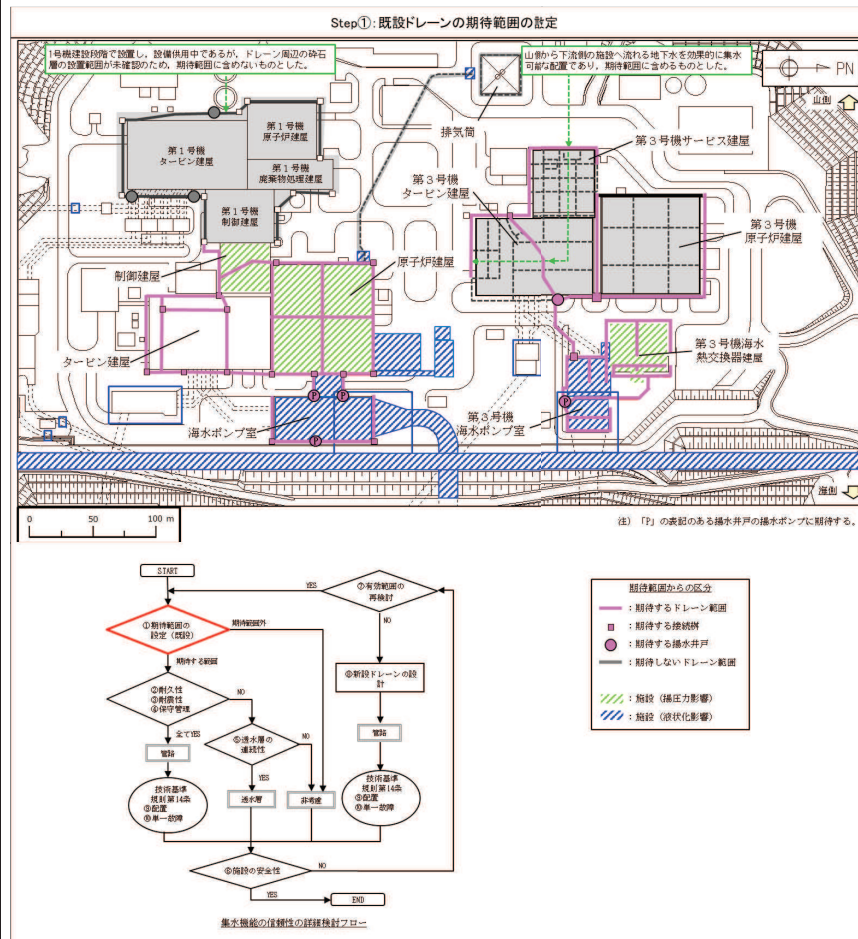 Step①：既設ドレーンの期待範囲の設定
1号機建設段階で設置し，設備供用中であるが，ドレーン周辺の砕石
層の設置範囲が未確認のため，期待範囲に含めないものとした。
山側から下流側の施設へ流れる地下水を効果的に集水
可能な配置であり，期待範囲に含めるものとした。
PN
山側
排気筒
第1号機
タービン建屋
第1号機
原子炉建屋
第1号機
廃棄物処理建屋
第1号機
制御建屋
第3号機サービス建屋
第3号機
タービン建屋
第3号機
原子炉建屋
制御建屋
原子炉建屋
タービン建屋
第3号機海水
熱交換器建屋
海水ポンプ室
第3号機
海水ポンプ室
P
P
P
P
海側
0 50 100 m
注）「P」の表記のある揚水井戸の揚水ポンプに期待する。
START
YES
⑦有効範囲の
再検討
①期待範囲の
設定（既設）
期待範囲外
NO
期待する範囲
⑧新設ドレーンの設
計
②耐久性
③耐震性
④保守管理
NO
⑤透水層の
連続性
NO
全てYES
YES
管路
管路
透水層
非考慮
技術基準
規則第14条
⑨配置
⑩単一故障
技術基準
規則第14条
⑨配置
⑩単一故障
⑥施設の安全性
NO
YES
END
集水機能の信頼性の詳細検討フロー
期待範囲からの区分
：期待するドレーン範囲
：期待する接続桝
：期待する揚水井戸
：期待しないドレーン範囲
：施設（揚圧力影響）
：施設（液状化影響）